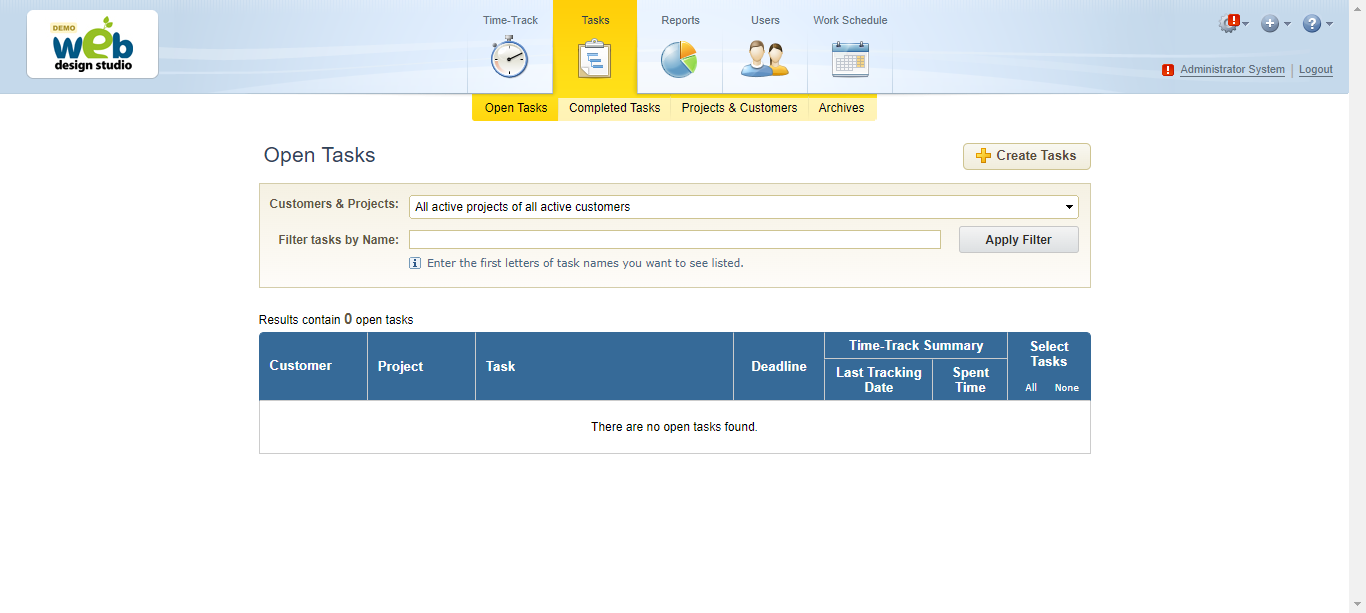 DEMO
web
design studio
Time-Track
Tasks
Reports
Users
Work Schedule
Administrator System
Logout
Open Tasks
Completed Tasks
Projects & Customers
Archives
Open Tasks
Create Tasks
Customers & Projects:
All active projects of all active customers
Filter tasks by Name:
Apply Filter
Enter the first letters of task names you want to see listed.
Results contain 0 open tasks
Customer
Project
Task
Deadline
Time-Track Summary
Last Tracking
Date
Spent
Time
Select
Tasks
All
None
There are no open tasks found.